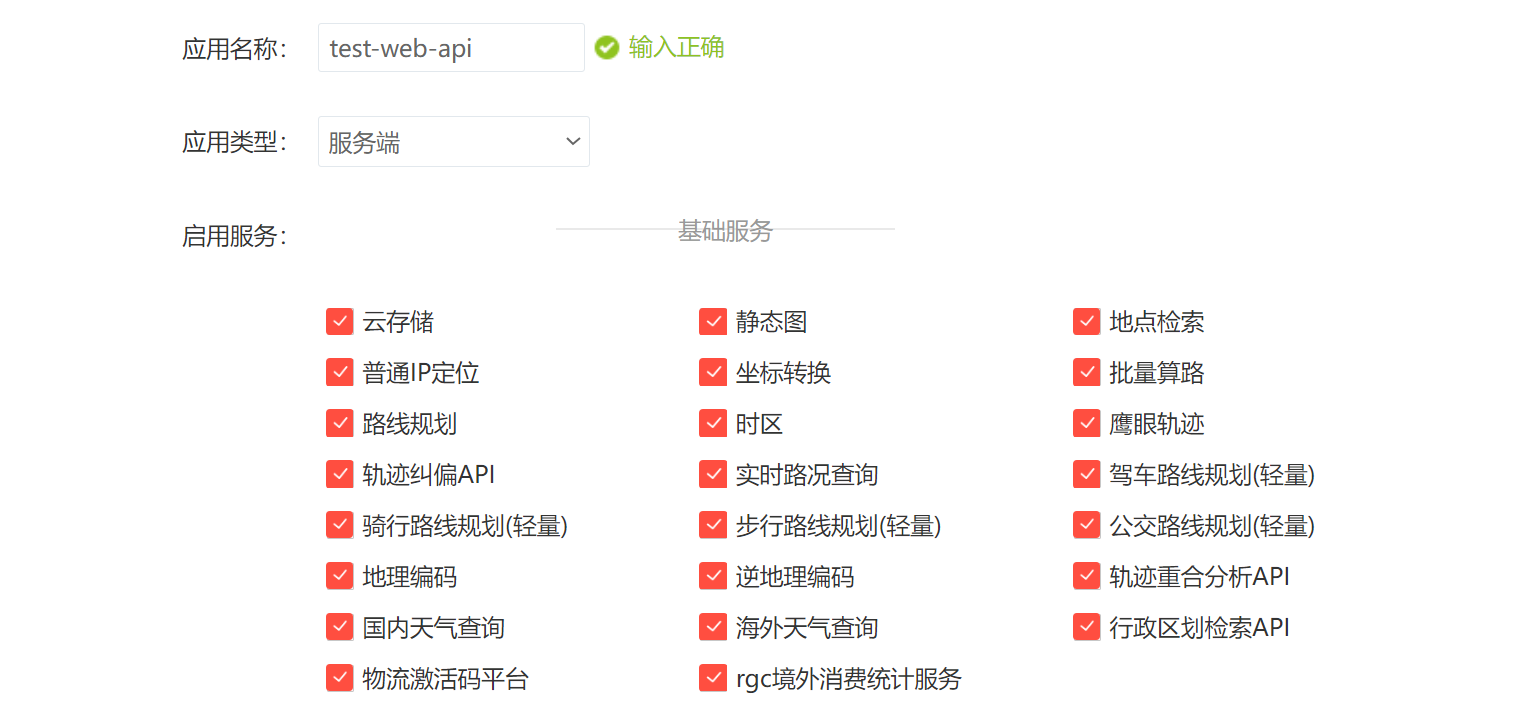 应用名称： test-web-api 输入正确
应用类型： 服务端
启用服务： 基础服务
云存储 静态图 地点检索
普通IP定位 坐标转换 批量算路
路线规划 时区 鹰眼轨迹
轨迹纠偏API 实时路况查询 驾车路线规划(轻量)
骑行路线规划(轻量) 步行路线规划(轻量) 公交路线规划(轻量)
地理编码 逆地理编码 轨迹重合分析API
国内天气查询 海外天气查询 行政区划检索API
物流激活码平台 rgc境外消费统计服务